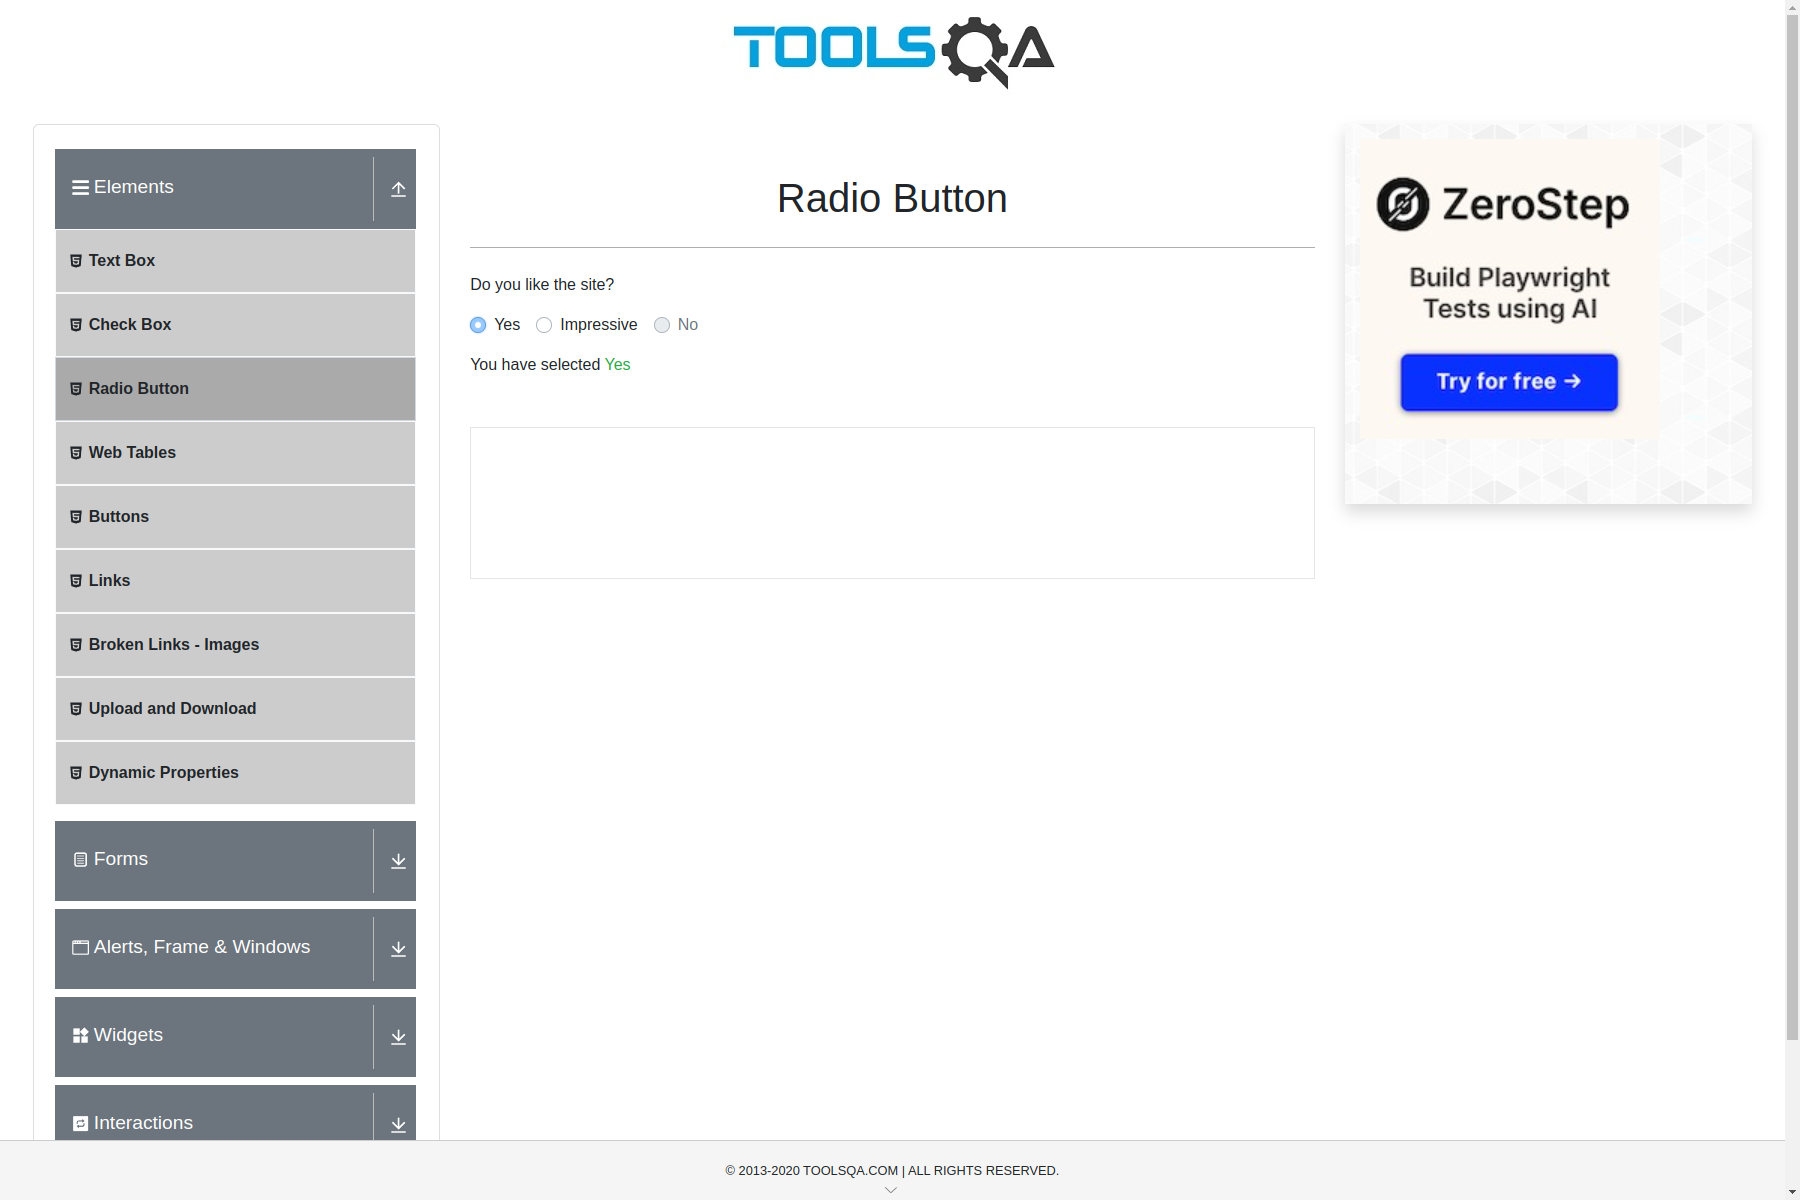 TOOLSQA
Elements
Text Box
Check Box
Radio Button
Web Tables
Buttons
Links
Broken Links - Images
Upload and Download
Dynamic Properties
Forms
Alerts, Frame & Windows
Widgets
Interactions
Radio Button
Do you like the site?
Yes Impressive No
You have selected Yes
ZeroStep
Build Playwright
Tests using AI
Try for free →
© 2013-2020 TOOLSQA.COM | ALL RIGHTS RESERVED.